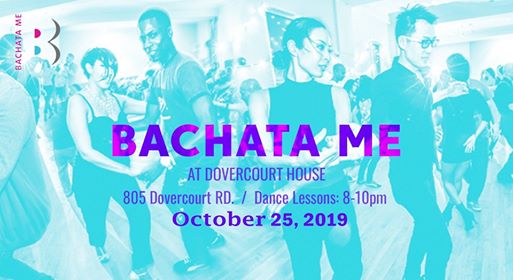 BACHATA ME
BACHATA ME
AT DOVERCOURT HOUSE
805 Dovercourt RD. / Dance Lessons: 8-10pm
October 25, 2019